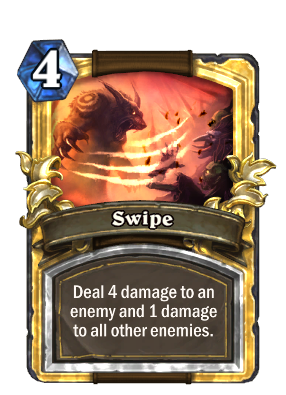 4
Swipe
Deal 4 damage to an
enemy and 1 damage
to all other enemies.